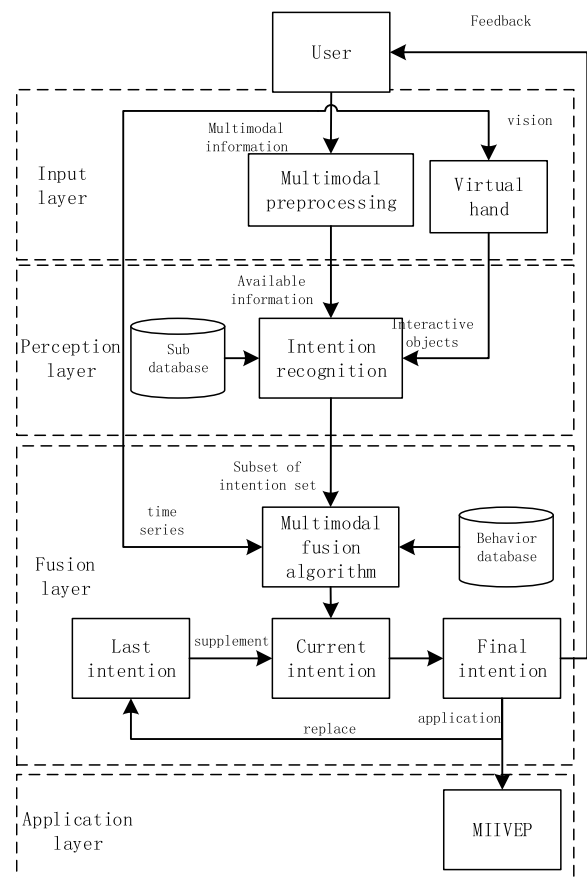 Feedback
User
Multimodal
information
vision
Input
layer
Multimodal
preprocessing
Virtual
hand
Available
information
Interactive
objects
Perception
layer
Sub
database
Intention
recognition
Subset of
intention set
time
series
Multimodal
fusion
algorithm
Behavior
database
Fusion
layer
Last
intention
supplement
Current
intention
Final
intention
application
replace
Application
layer
MIIVEP